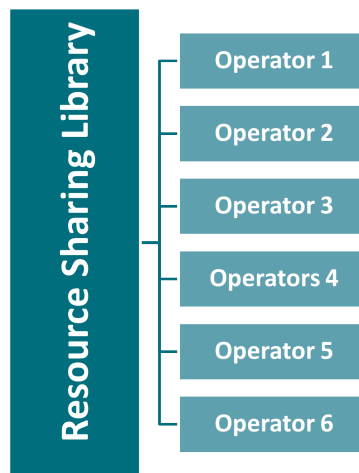 Resource Sharing Library
Operator 1
Operator 2
Operator 3
Operators 4
Operator 5
Operator 6